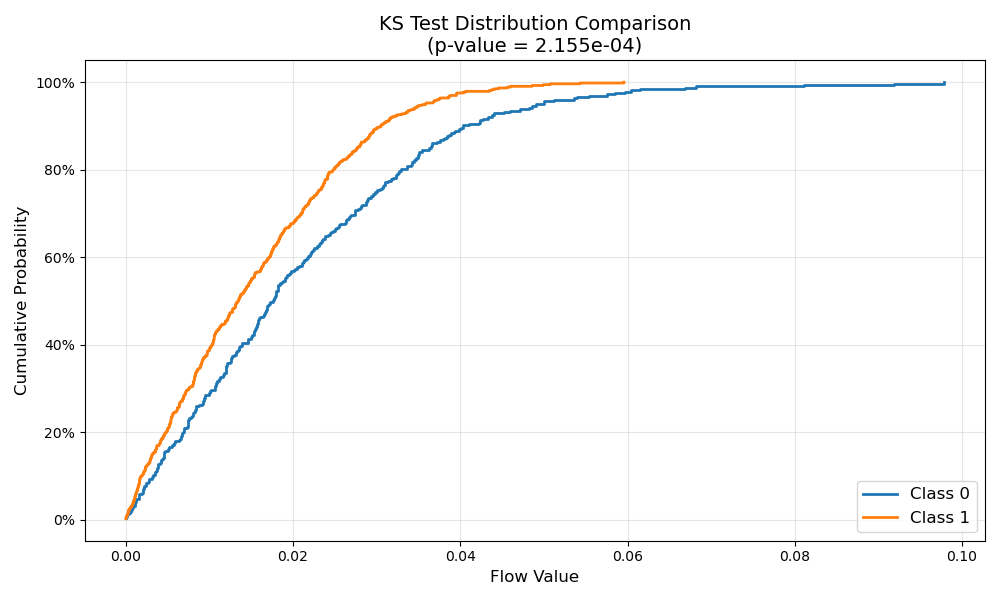 KS Test Distribution Comparison
(p-value = 2.155e-04)
Cumulative Probability
100%
80%
60%
40%
20%
0%
0.00
0.02
0.04
0.06
0.08
0.10
Flow Value
Class 0
Class 1